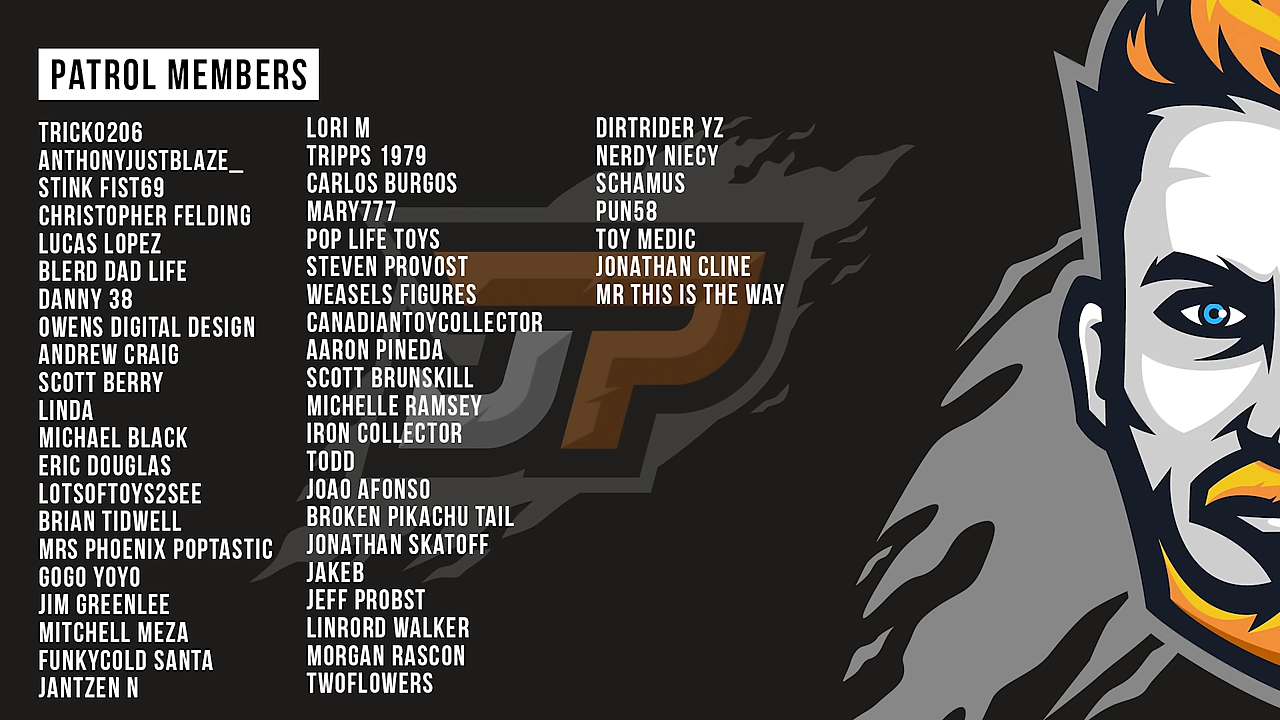 PATROL MEMBERS
TRICKO206
ANTHONYJUSTBLAZE_
STINK FIST69
CHRISTOPHER FELDING
LUCAS LOPEZ
BLERD DAD LIFE
DANNY 38
OWENS DIGITAL DESIGN
ANDREW CRAIG
SCOTT BERRY
LINDA
MICHAEL BLACK
ERIC DOUGLAS
LOTSOFTOYS2SEE
BRIAN TIDWELL
MRS PHOENIX POPTASTIC
GOGO YOYO
JIM GREENLEE
MITCHELL MEZA
FUNKYCOLD SANTA
JANTZEN N
LORI M
TRIPPS 1979
CARLOS BURGOS
MARY777
POP LIFE TOYS
STEVEN PROVOST
WEASELS FIGURES
CANADIANTOYCOLLECTOR
AARON PINEDA
SCOTT BRUNSKILL
MICHELLE RAMSEY
IRON COLLECTOR
TODD
JOAO AFONSO
BROKEN PIKACHU TAIL
JONATHAN SKATOFF
JAKEB
JEFF PROBST
LINRORD WALKER
MORGAN RASCON
TWOFLOWERS
DIRTRIDER YZ
NERDY NIECY
SCHAMUS
PUN58
TOY MEDIC
JONATHAN CLINE
MR THIS IS THE WAY
JP